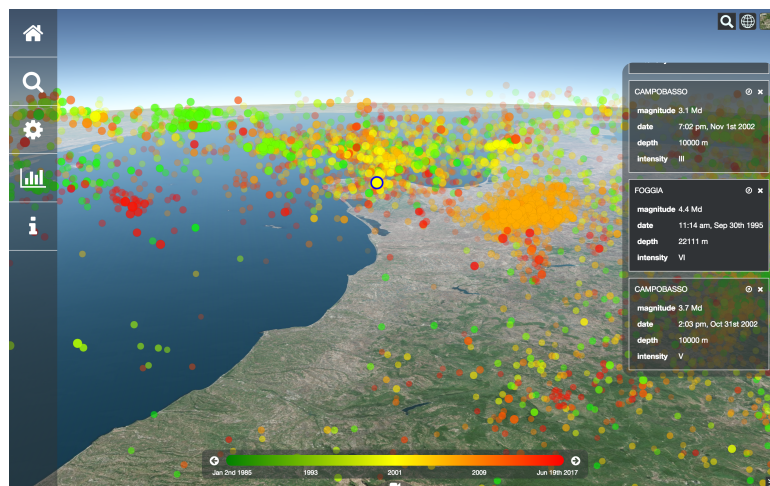 CAMPOBASSO
magnitude 3.1 Md
date 7:02 pm, Nov 1st 2002
depth 10000 m
intensity III
FOGGIA
magnitude 4.4 Md
date 11:14 am, Sep 30th 1995
depth 22111 m
intensity VI
CAMPOBASSO
magnitude 3.7 Md
date 2:03 pm, Oct 31st 2002
depth 10000 m
intensity V
Jan 2nd 1985 1993 2001 2009 Jun 19th 2017